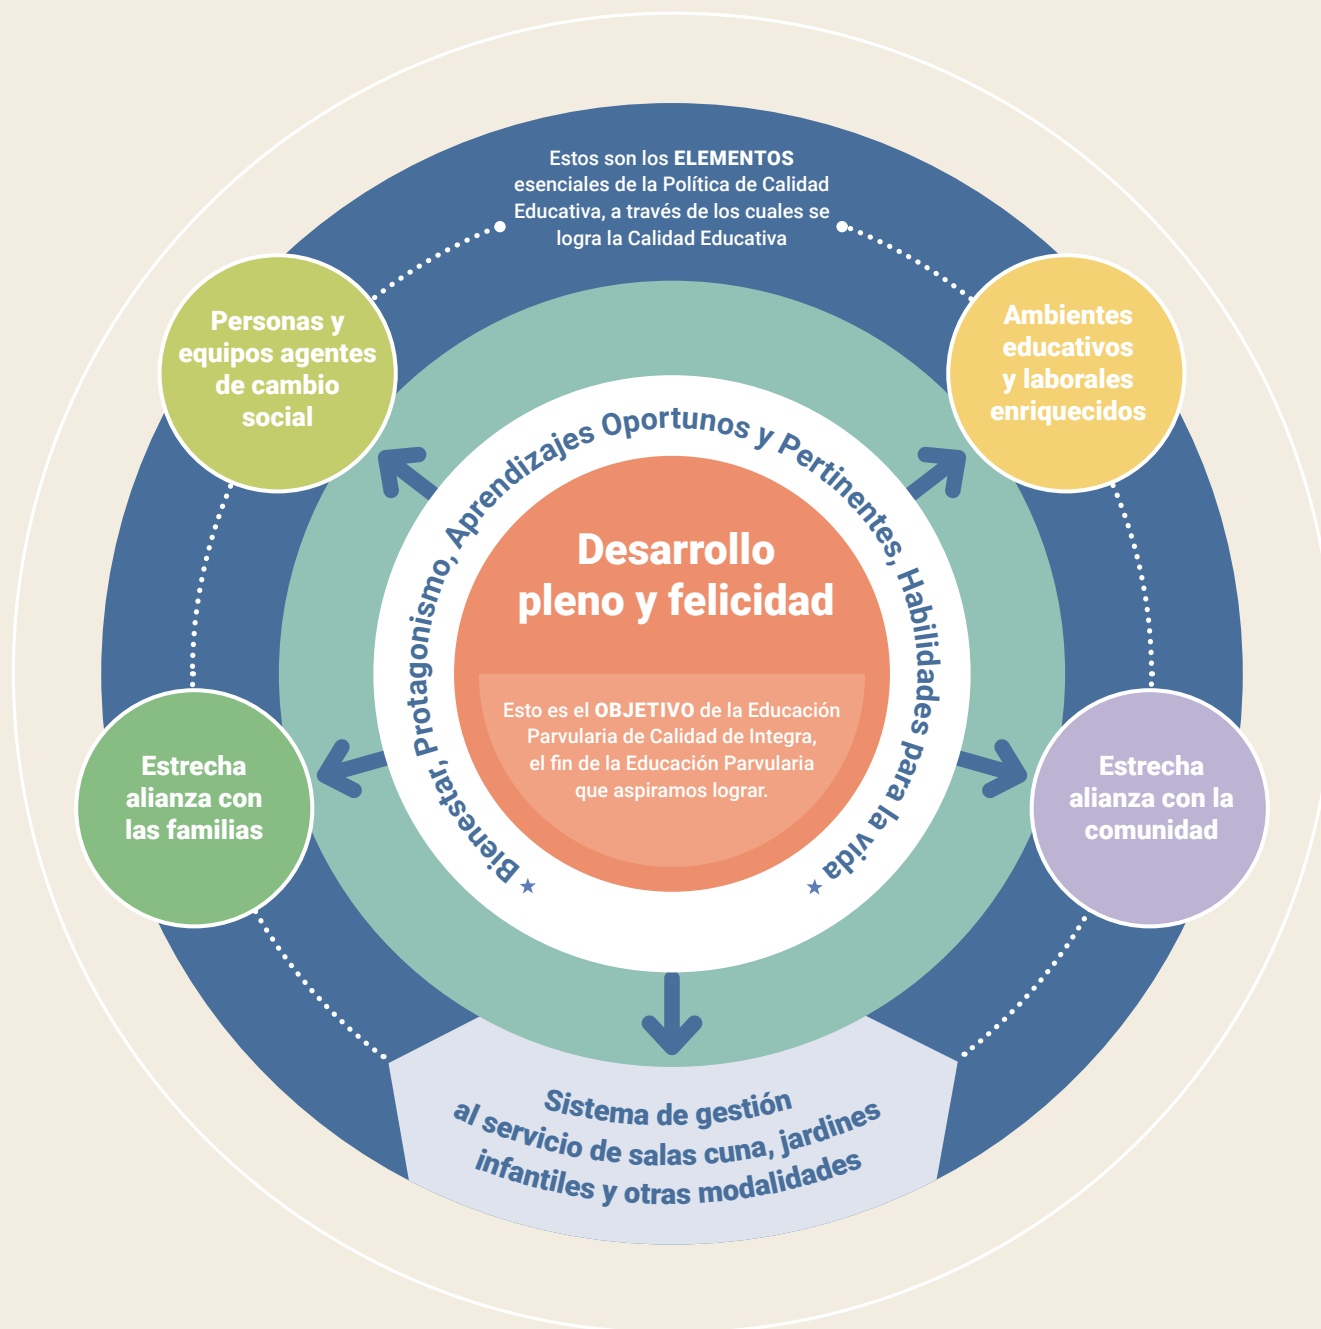 Estos son los ELEMENTOS
esenciales de la Política de Calidad
Educativa, a través de los cuales se
logra la Calidad Educativa
Personas y
equipos agentes
de cambio
social
Ambientes
educativos
y laborales
enriquecidos
Bienestar, Protagonismo, Aprendizajes Oportunos y Pertinentes, Habilidades para la vida
Desarrollo
pleno y felicidad
Esto es el OBJETIVO de la Educación
Parvularia de Calidad de Integra,
el fin de la Educación Parvularia
que aspiramos lograr.
Estrecha
alianza con
las familias
Estrecha
alianza con la
comunidad
Sistema de gestión
al servicio de salas cuna, jardines
infantiles y otras modalidades